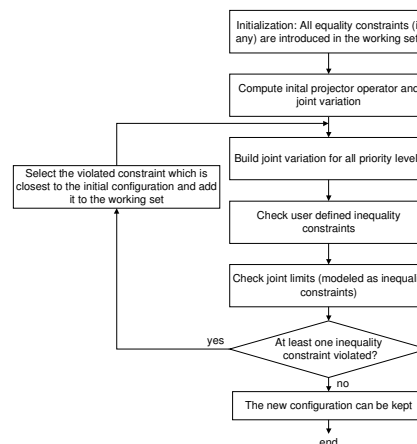 Initialization: All equality constraints (i
any) are introduced in the working set
Compute inital projector operator and
joint variation
Build joint variation for all priority level
Select the violated constraint which is
closest to the initial configuration and add
it to the working set
Check user defined inequality
constraints
Check joint limits (modeled as inequali
constraints)
At least one inequality
constraint violated?
yes
no
The new configuration can be kept
end